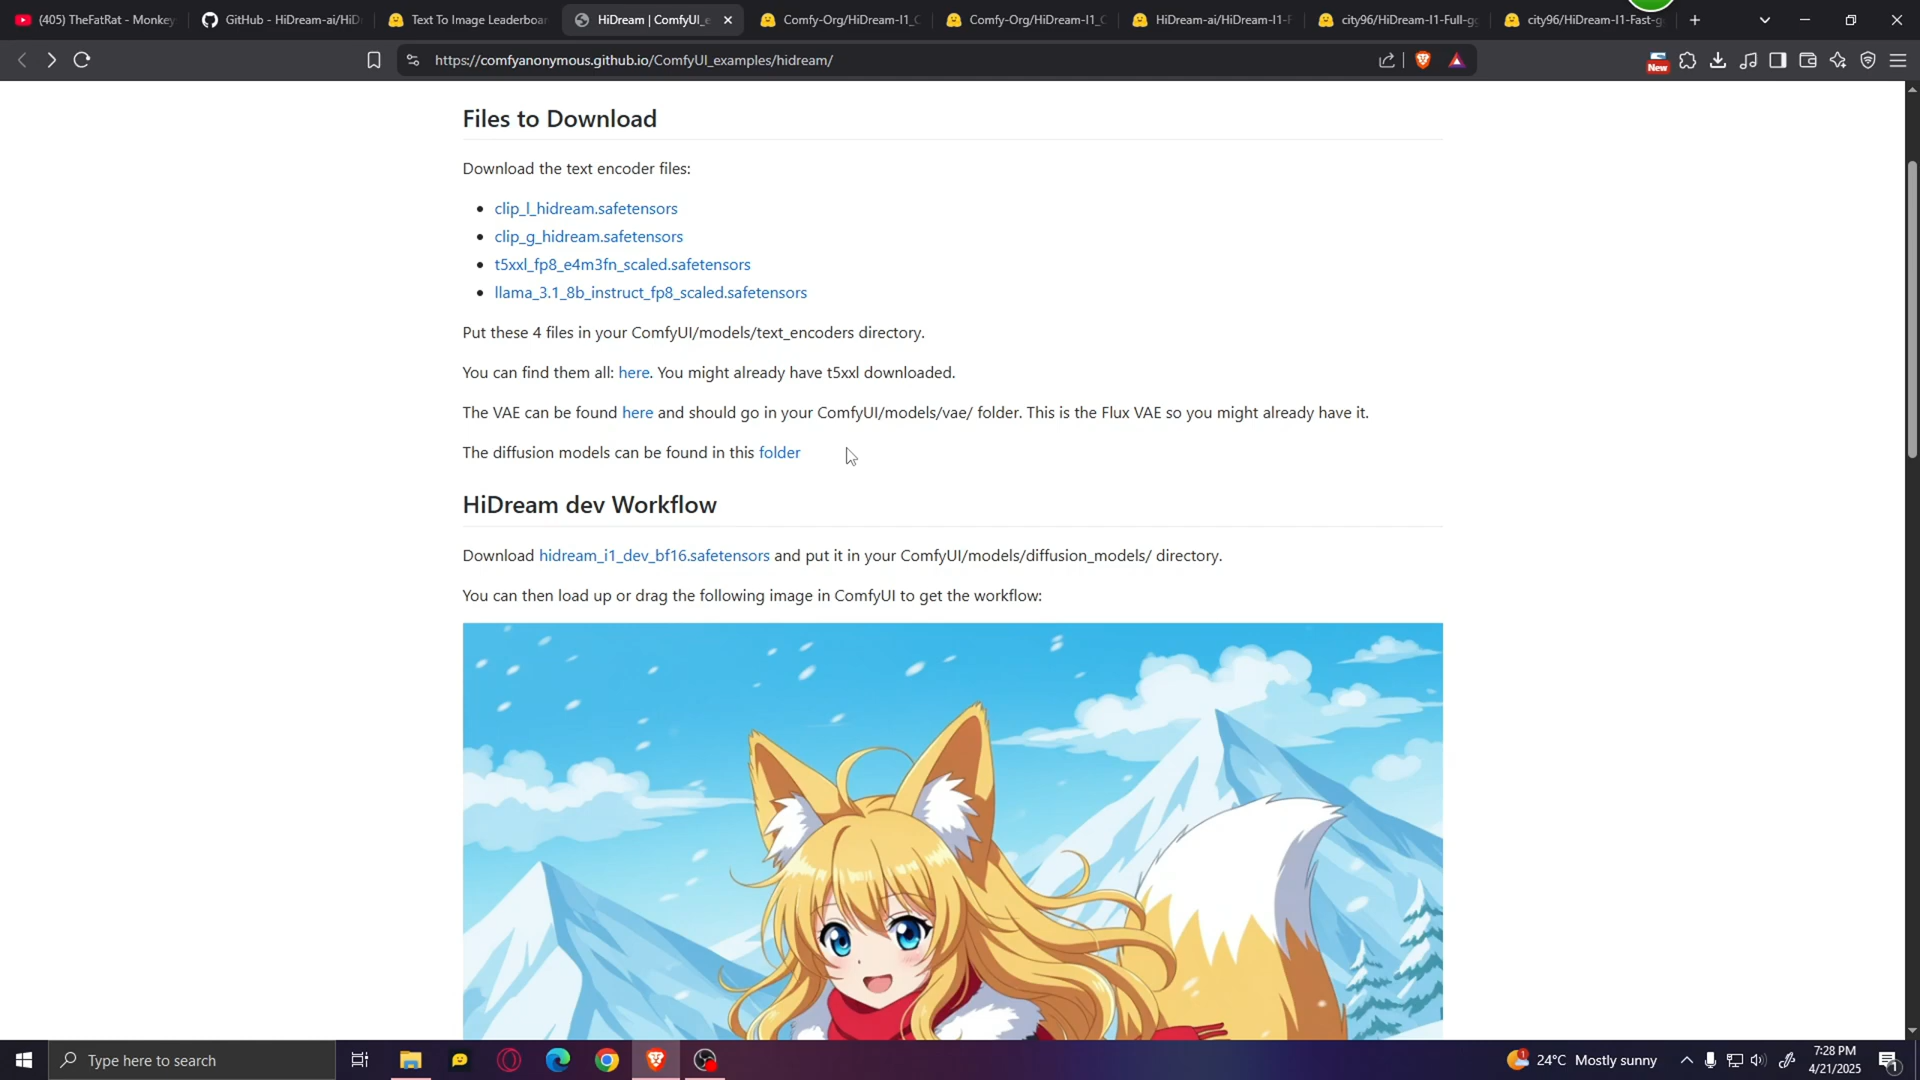 (405) TheFatRat - Monkey
GitHub - HiDream-ai/HiD
Text To Image Leaderboar
HiDream | ComfyUI_e
Comfy-Org/HiDream-I1_C
Comfy-Org/HiDream-I1_C
HiDream-ai/HiDream-I1-F
city96/HiDream-I1-Full-gg
city96/HiDream-I1-Fast-g
https://comfyanonymous.github.io/ComfyUI_examples/hidream/
New
Files to Download
Download the text encoder files:
clip_l_hidream.safetensors
clip_g_hidream.safetensors
t5xxl_fp8_e4m3fn_scaled.safetensors
llama_3.1_8b_instruct_fp8_scaled.safetensors
Put these 4 files in your ComfyUI/models/text_encoders directory.
You can find them all: here. You might already have t5xxl downloaded.
The VAE can be found here and should go in your ComfyUI/models/vae/ folder. This is the Flux VAE so you might already have it.
The diffusion models can be found in this folder
HiDream dev Workflow
Download hidream_i1_dev_bf16.safetensors and put it in your ComfyUI/models/diffusion_models/ directory.
You can then load up or drag the following image in ComfyUI to get the workflow:
Type here to search
1
24°C Mostly sunny
7:28 PM
4/21/2025
1